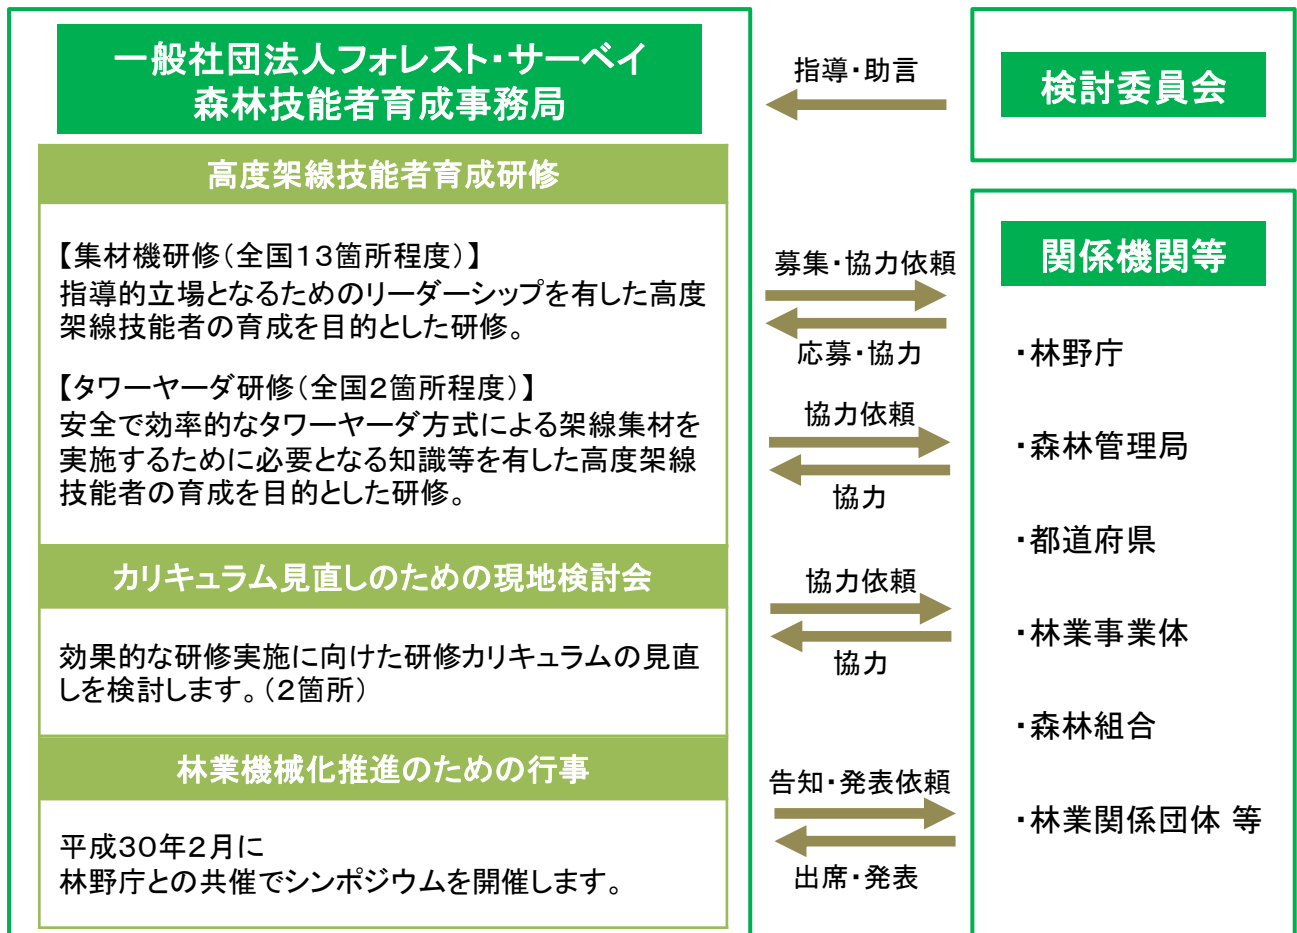 一般社団法人フォレスト・サーベイ
森林技能者育成事務局
高度架線技能者育成研修
【集材機研修（全国１３箇所程度）】
指導的立場となるためのリーダーシップを有した高度
架線技能者の育成を目的とした研修。
【タワーヤーダ研修（全国２箇所程度）】
安全で効率的なタワーヤーダ方式による架線集材を
実施するために必要となる知識等を有した高度架線
技能者の育成を目的とした研修。
カリキュラム見直しのための現地検討会
効果的な研修実施に向けた研修カリキュラムの見直
しを検討します。（２箇所）
林業機械化推進のための行事
平成３０年２月に
林野庁との共催でシンポジウムを開催します。
指導・助言
募集・協力依頼
応募・協力
協力依頼
協力
協力依頼
協力
告知・発表依頼
出席・発表
検討委員会
関係機関等
・林野庁
・森林管理局
・都道府県
・林業事業体
・森林組合
・林業関係団体 等